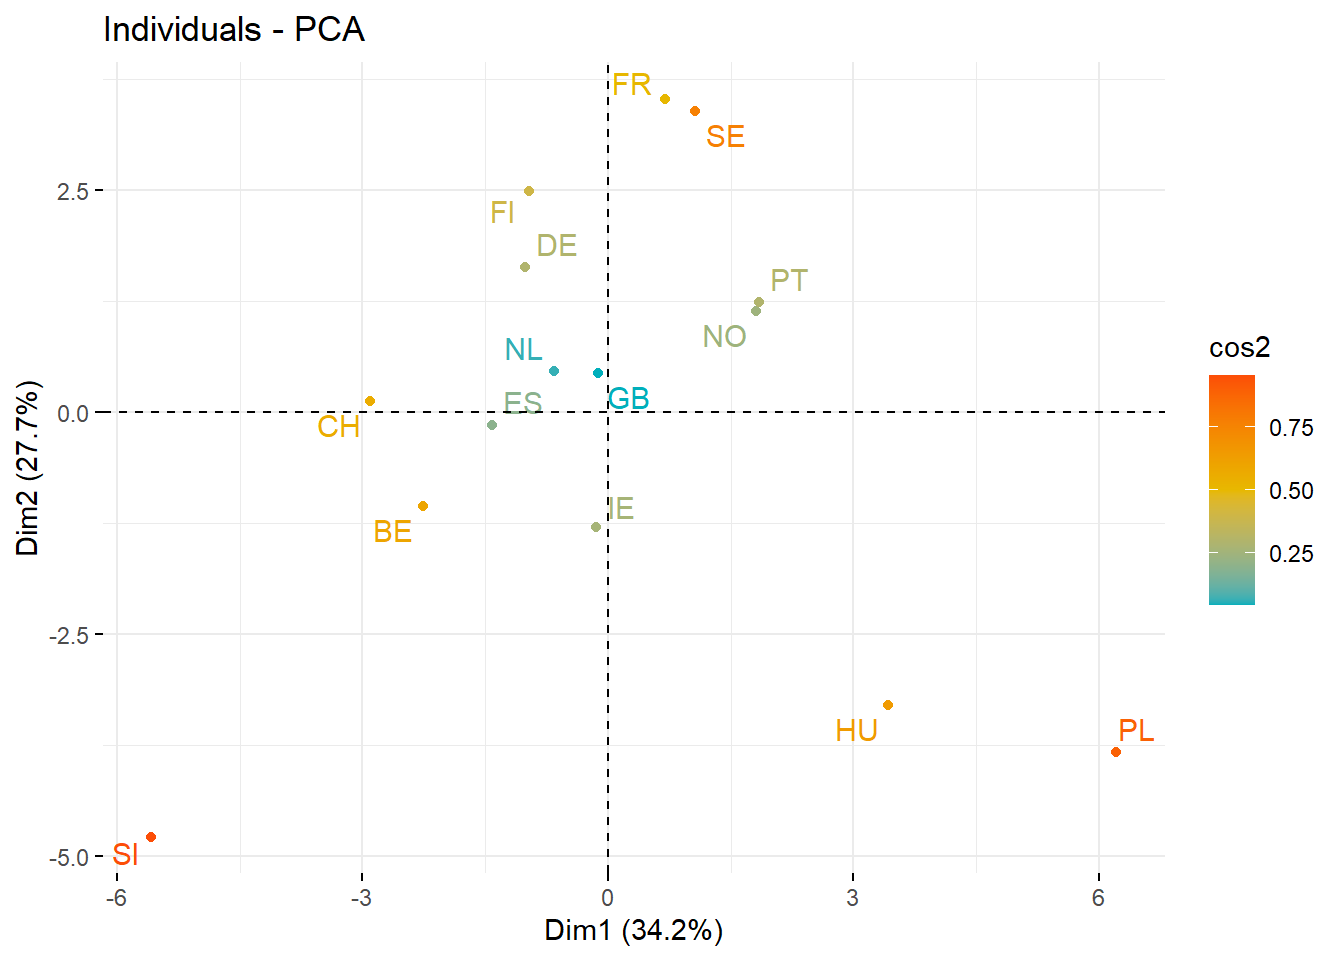 Individuals - PCA
FR
SE
2.5
FI
DE
PT
NO
NL
ES
GB
0.0
CH
IE
BE
-2.5
HU
PL
SI
-5.0
-6
-3
0
3
6
Dim1 (34.2%)
Dim2 (27.7%)
cos2
0.75
0.50
0.25